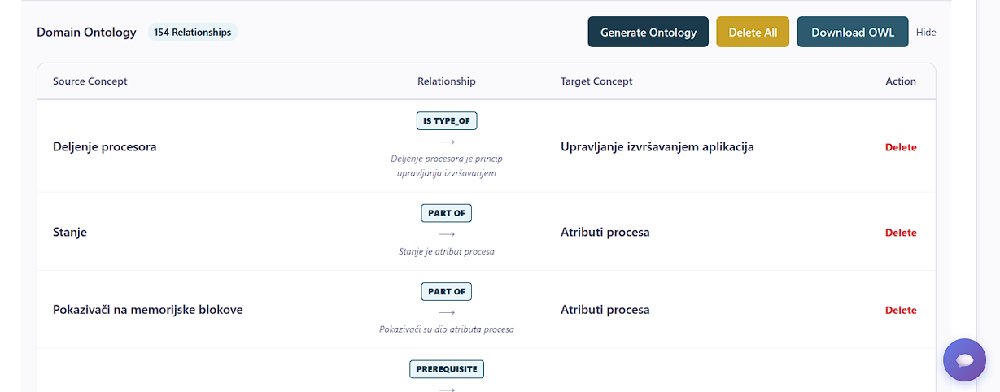 Domain Ontology 154 Relationships Generate Ontology Delete All Download OWL Hide
Source Concept Relationship Target Concept Action
IS TYPE_OF
→
Deljenje procesora Upravljanje izvršavanjem aplikacija Delete
Deljenje procesora je princip
upravljanja izvršavanjem
PART OF
→
Stanje Atributi procesa Delete
Stanje je atribut procesa
PART OF
→
Pokazivači na memorijske blokove Atributi procesa Delete
Pokazivači su dio atributa procesa
PREREQUISITE
→